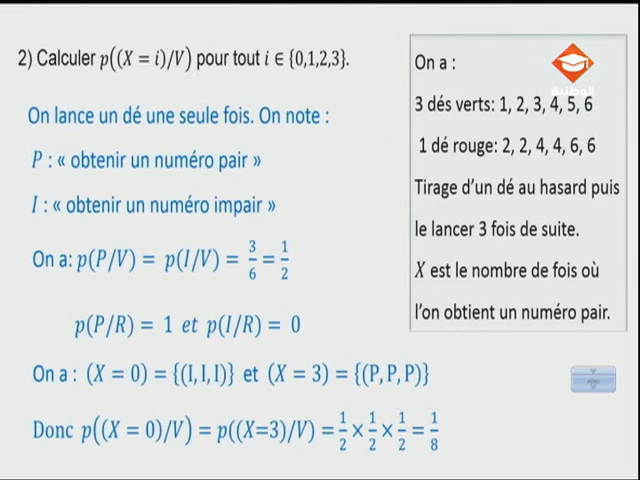 2) Calculer p((X = i)/V) pour tout i ∈ {0,1,2,3}.
On lance un dé une seule fois. On note :
P : « obtenir un numéro pair »
I : « obtenir un numéro impair »
On a: p(P/V) = p(I/V) = 3/6 = 1/2
p(P/R) = 1 et p(I/R) = 0
On a : (X = 0) = {(I,I,I)} et (X = 3) = {(P,P,P)}
Donc p((X = 0)/V) = p((X=3)/V) = 1/2 × 1/2 × 1/2 = 1/8
On a :
الوطنية
3 dés verts: 1, 2, 3, 4, 5, 6
1 dé rouge: 2, 2, 4, 4, 6, 6
Tirage d'un dé au hasard puis
le lancer 3 fois de suite.
X est le nombre de fois où
l'on obtient un numéro pair.
MENU